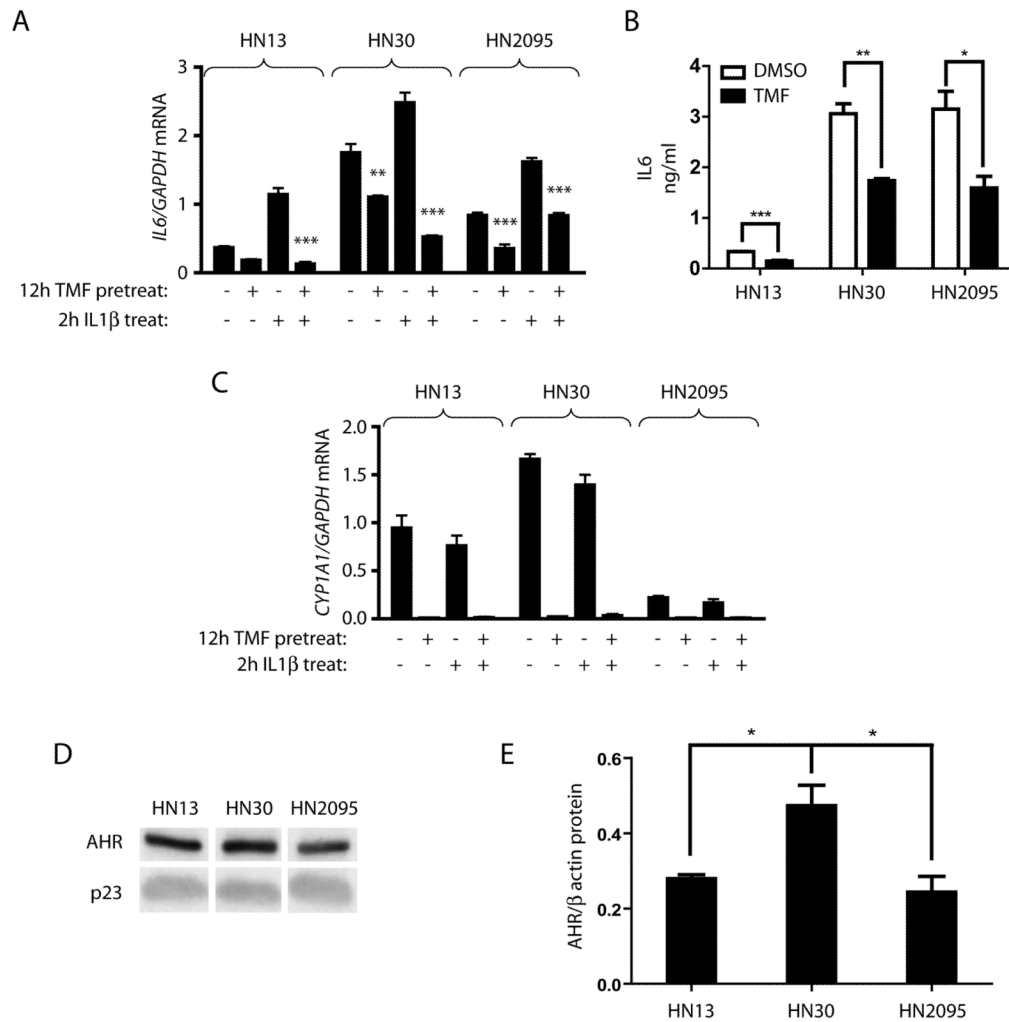 A
HN13 HN30 HN2095
IL6/GAPDH mRNA
3
2
1
0
** *** *** *** ***
12h TMF pretreat: - + - + - + - + - + - +
2h IL1β treat: - - + + - - + + - - + +
B
DMSO
TMF
IL6
ng/ml
4
3
2
1
0
*** ** *
HN13 HN30 HN2095
C
HN13 HN30 HN2095
CYP1A1/GAPDH mRNA
2.0
1.5
1.0
0.5
0.0
12h TMF pretreat: - + - + - + - + - + - +
2h IL1β treat: - - + + - - + + - - + +
D
HN13 HN30 HN2095
AHR
p23
E
AHR/β actin protein
0.6
0.4
0.2
0.0
* *
HN13 HN30 HN2095